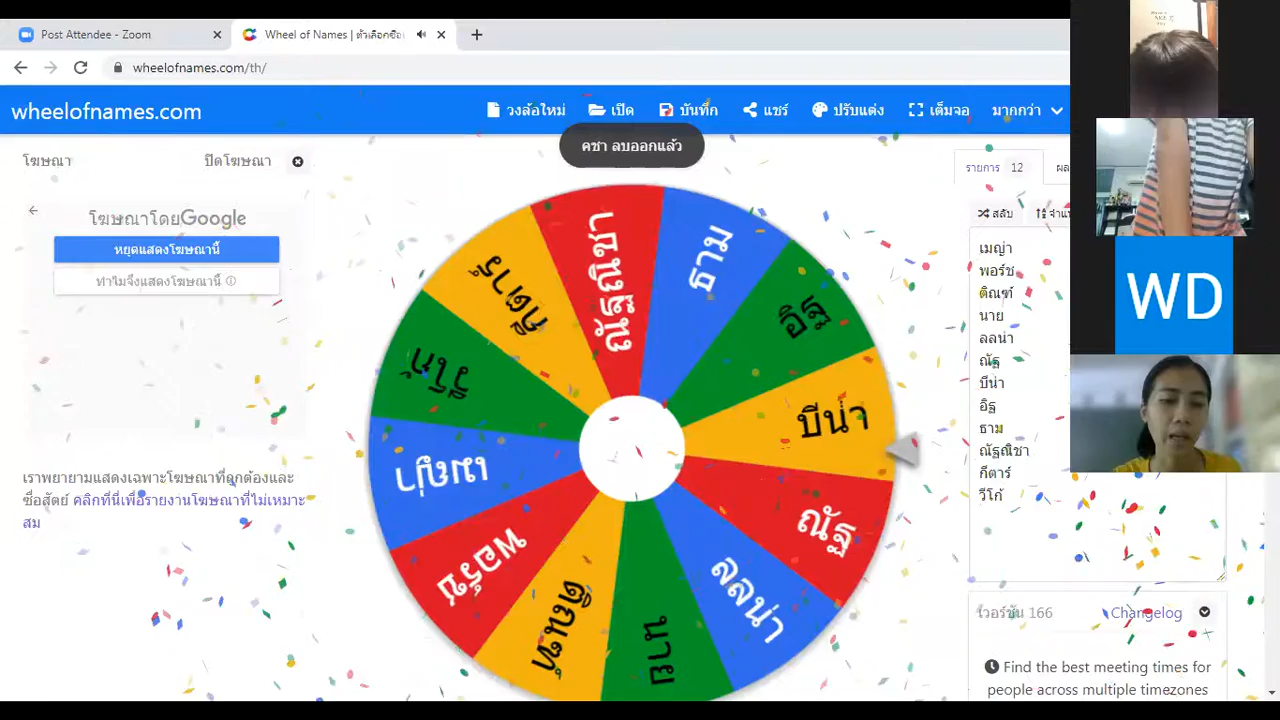 Post Attendee - Zoom
Wheel of Names | ตัวเลือกชื่อ
wheelofnames.com/th/
wheelofnames.com
วงล้อใหม่
เปิด
บันทึก
แชร์
ปรับแต่ง
เต็มจอ
มากกว่า
คชา ลบออกแล้ว
โฆษณา
ปิดโฆษณา
โฆษณาโดยGoogle
หยุดแสดงโฆษณานี้
ทำไมจึงแสดงโฆษณานี้
เราพยายามแสดงเฉพาะโฆษณาที่ถูกต้องและ
ซื่อสัตย์ คลิกที่นี่เพื่อรายงานโฆษณาที่ไม่เหมาะ
สม
ณัฐณิชา
ธาม
อิฐ
บีน่า
ณัฐ
ลลน่า
นาย
ติณฑ์
พอร์ช
เมญ่า
วีโก้
กีตาร์
รายการ 12
สลับ
เมญ่า
พอร์ช
ติณฑ์
นาย
ลลน่า
ณัฐ
บีน่า
อิฐ
ธาม
ณัฐณิชา
กีตาร์
วีโก้
เวอร์ชัน 166
Changelog
Find the best meeting times for
people across multiple timezones
WD